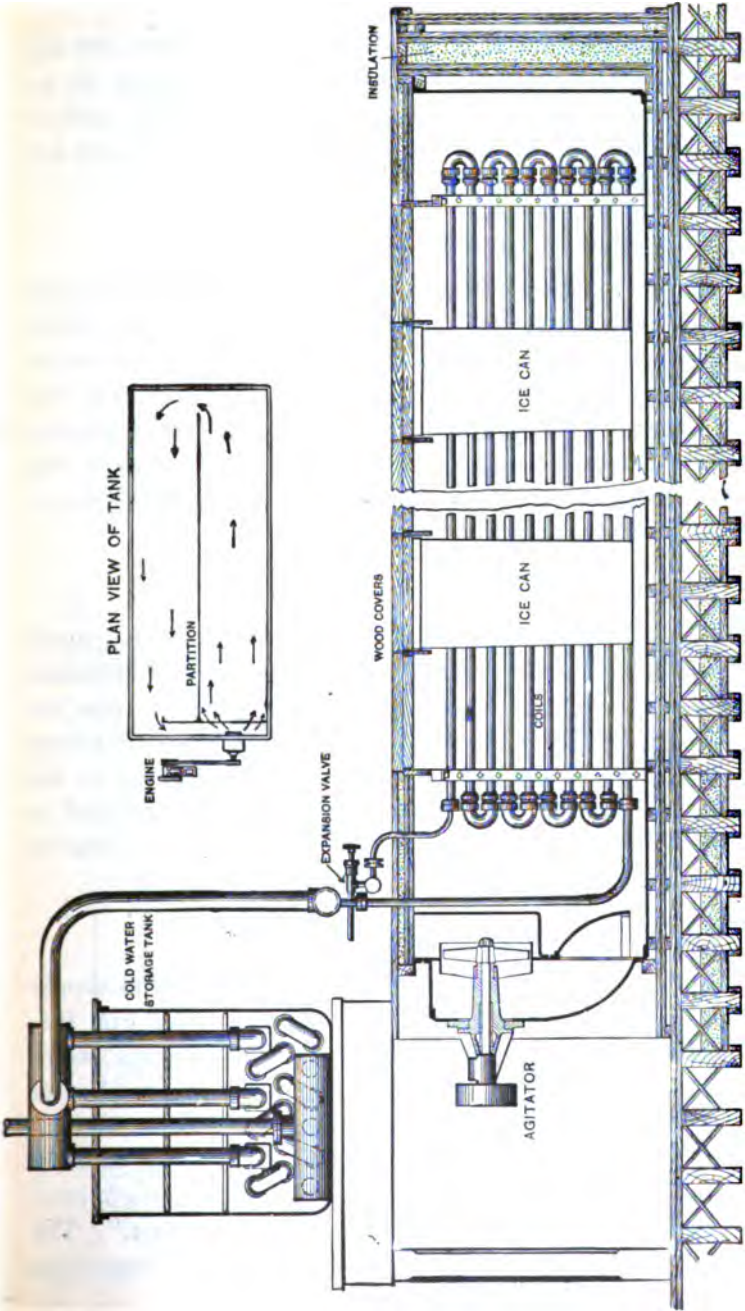 PLAN VIEW OF TANK
PARTITION
ENGINE
COLD WATER
STORAGE TANK
EXPANSION VALVE
WOOD COVERS
INSULATION
AGITATOR
COILS
ICE CAN
ICE CAN